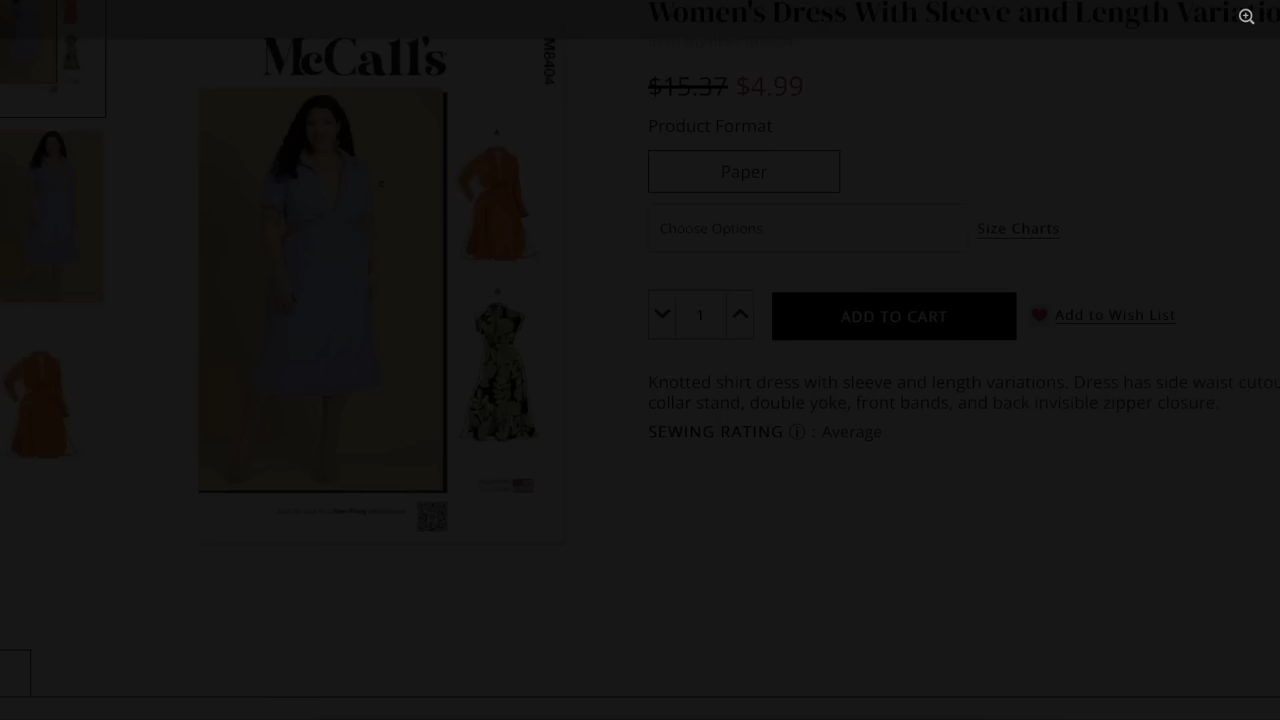 Women's Dress With Sleeve and Length Variatio
McCall's
M8404
$15.37 $4.99
Product Format
Paper
Choose Options
Size Charts
1
ADD TO CART
Add to Wish List
Knotted shirt dress with sleeve and length variations. Dress has side waist
collar stand, double yoke, front bands, and back invisible zipper closure.
SEWING RATING ⓘ : Average